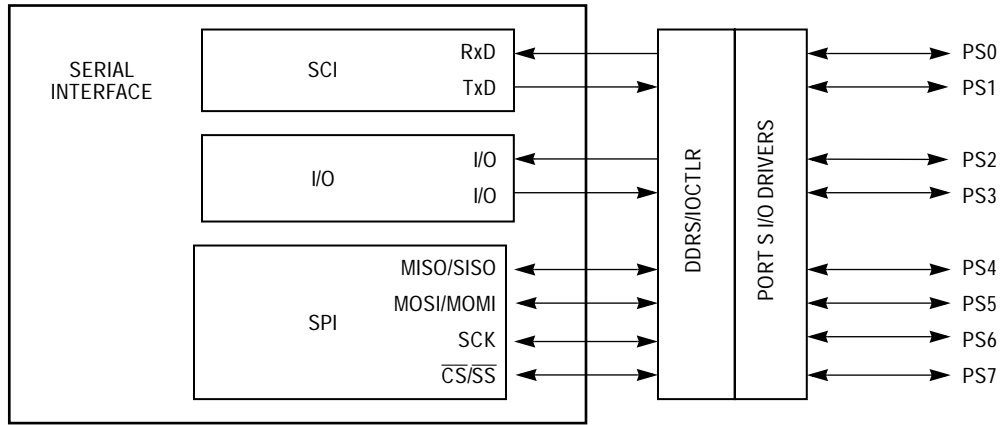 SERIAL
INTERFACE
SCI
RxD
TxD
I/O
I/O
I/O
SPI
MISO/SISO
MOSI/MOMI
SCK
CS/SS
DDRS/IOCTLR
PORT S I/O DRIVERS
PS0
PS1
PS2
PS3
PS4
PS5
PS6
PS7